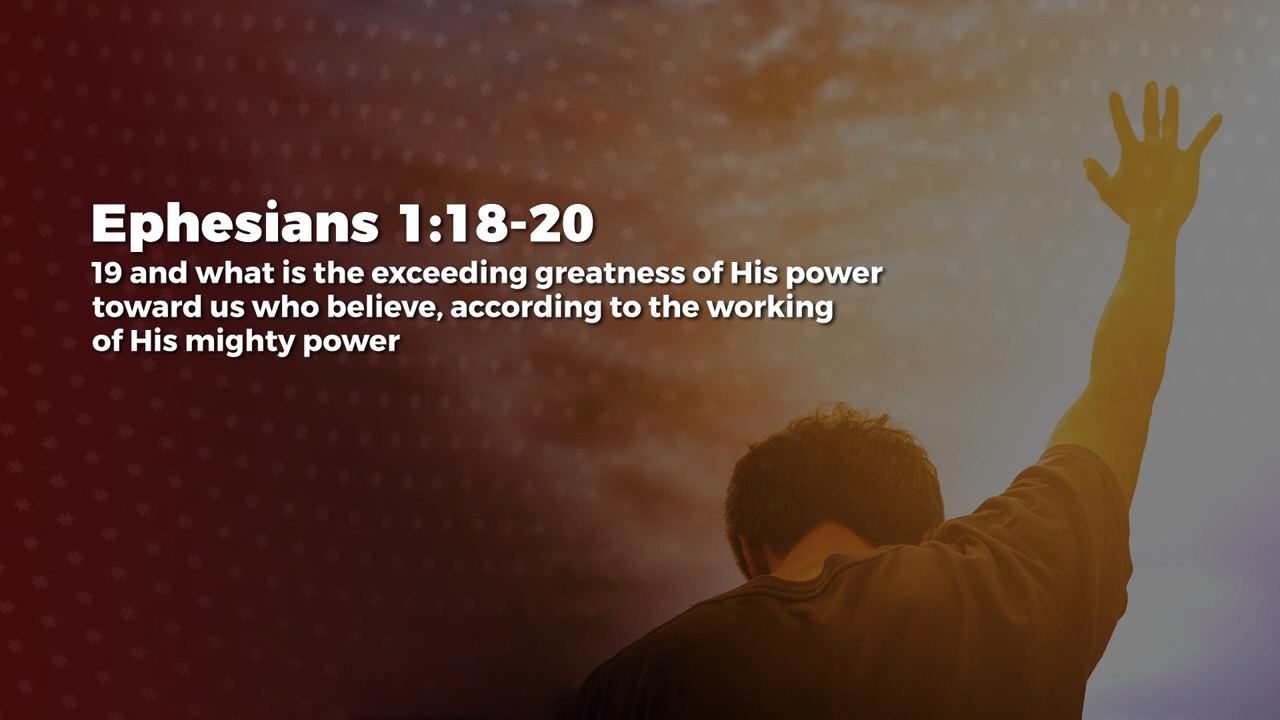 Ephesians 1:18-20
19 and what is the exceeding greatness of His power
toward us who believe, according to the working
of His mighty power